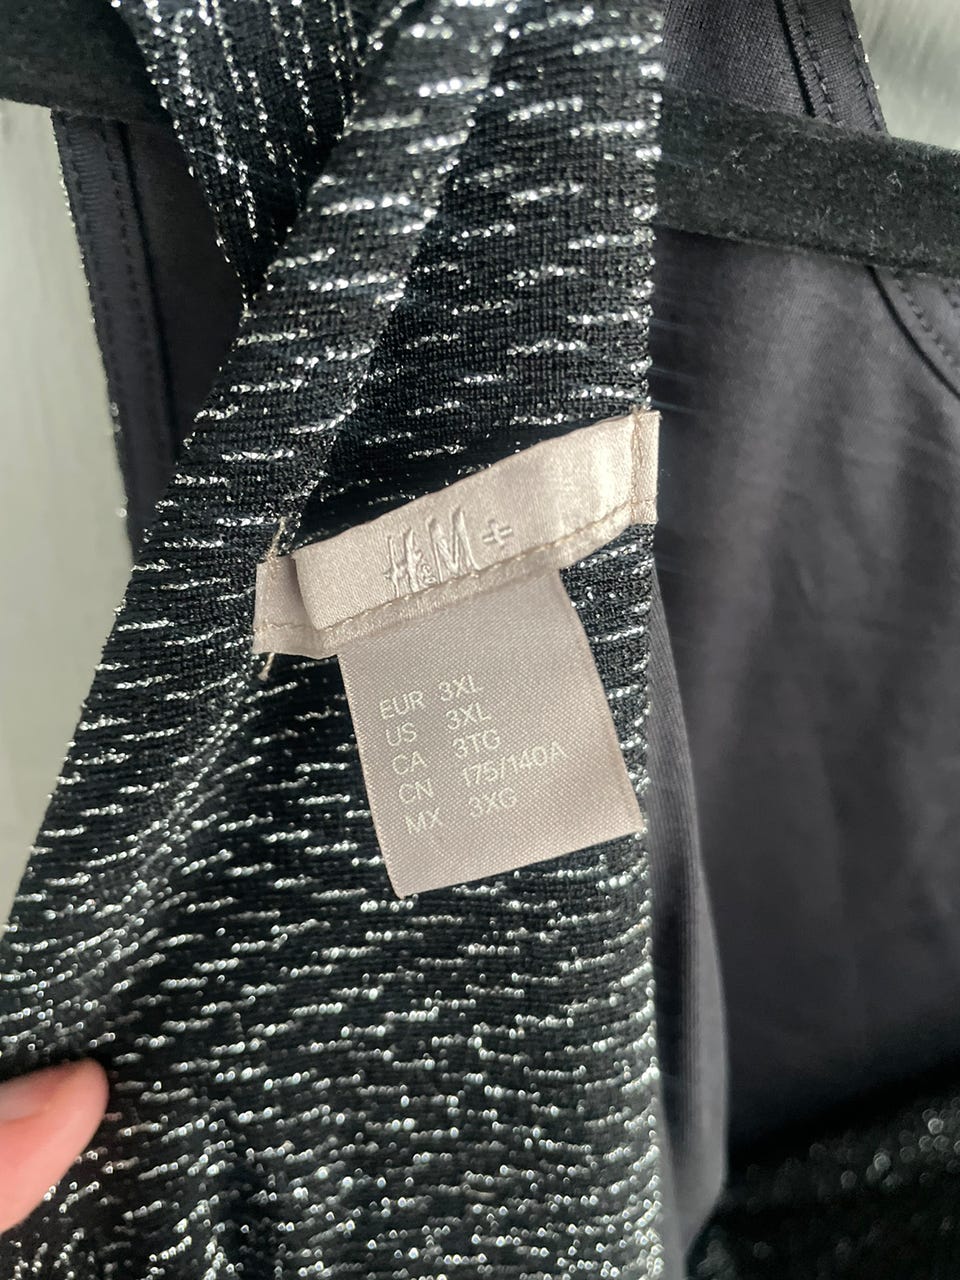 H&M+
EUR 3XL
US 3XL
CA 3TG
CN 175/140A
MX 3XG